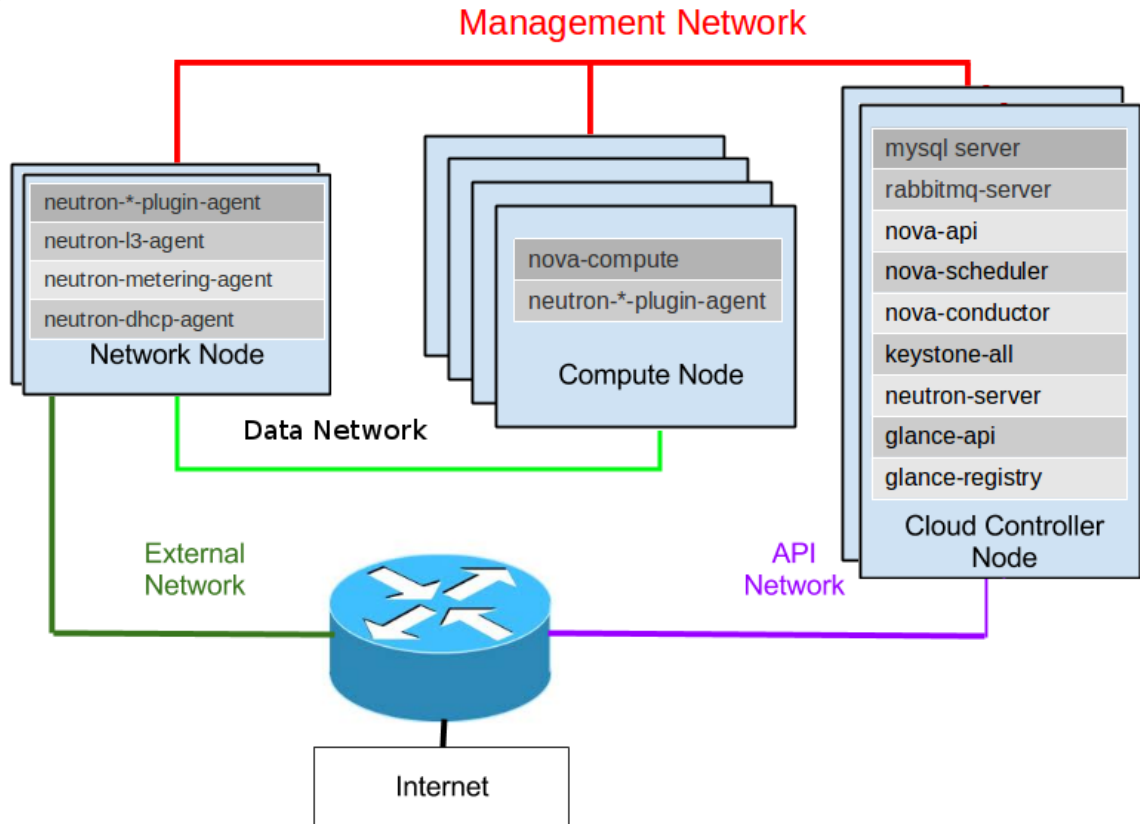 Management Network
neutron-*-plugin-agent
neutron-l3-agent
neutron-metering-agent
neutron-dhcp-agent
Network Node
nova-compute
neutron-*-plugin-agent
Compute Node
mysql server
rabbitmq-server
nova-api
nova-scheduler
nova-conductor
keystone-all
neutron-server
glance-api
glance-registry
Cloud Controller
Node
Data Network
External
Network
API
Network
Internet